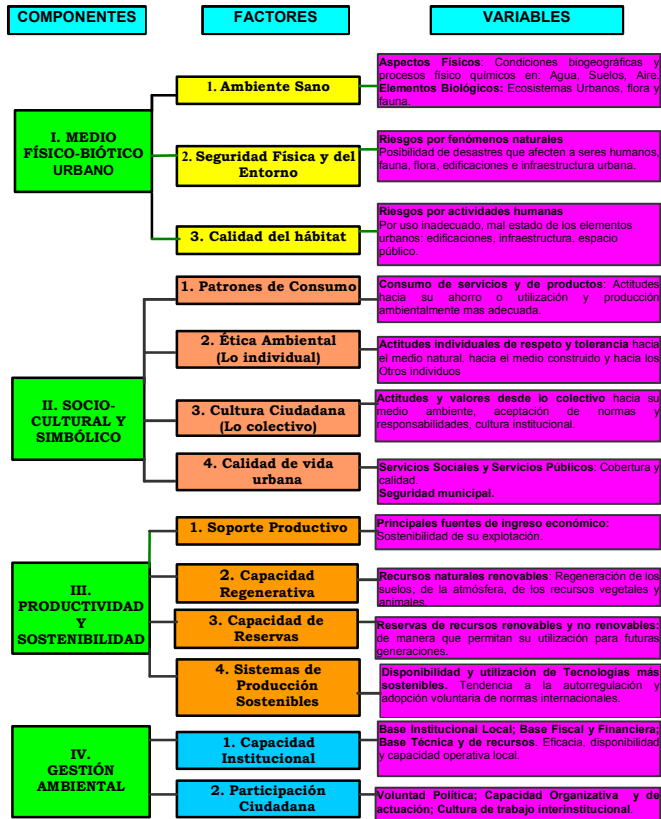 COMPONENTES
FACTORES
VARIABLES
I. MEDIO
FÍSICO-BIÓTICO
URBANO
1. Ambiente Sano
Aspectos Físicos: Condiciones biogeográficas y
procesos físico químicos en: Agua, Suelos, Aire.
Elementos Biológicos: Ecosistemas Urbanos, flora y
fauna.
2. Seguridad Física y del
Entorno
Riesgos por fenómenos naturales
Posibilidad de desastres que afecten a seres humanos,
fauna, flora, edificaciones e infraestructura urbana.
3. Calidad del hábitat
Riesgos por actividades humanas
Por uso inadecuado, mal estado de los elementos
urbanos: edificaciones, infraestructura, espacio
público.
II. SOCIO-
CULTURAL Y
SIMBÓLICO
1. Patrones de Consumo
Consumo de servicios y de productos: Actitudes
hacia su ahorro o utilización y producción
ambientalmente mas adecuada.
2. Ética Ambiental
(Lo individual)
Actitudes individuales de respeto y tolerancia hacia
el medio natural, hacia el medio construido y hacia los
Otros individuos
3. Cultura Ciudadana
(Lo colectivo)
Actitudes y valores desde lo colectivo hacia su
medio ambiente, aceptación de normas y
responsabilidades, cultura institucional.
4. Calidad de vida
urbana
Servicios Sociales y Servicios Públicos: Cobertura y
calidad.
Seguridad municipal.
III.
PRODUCTIVIDAD
Y
SOSTENIBILIDAD
1. Soporte Productivo
Principales fuentes de ingreso económico:
Sostenibilidad de su explotación.
2. Capacidad
Regenerativa
Recursos naturales renovables: Regeneración de los
suelos; de la atmósfera, de los recursos vegetales y
animales.
3. Capacidad de
Reservas
Reservas de recursos renovables y no renovables:
de manera que permitan su utilización para futuras
generaciones.
4. Sistemas de
Producción
Sostenibles
Disponibilidad y utilización de Tecnologías más
sostenibles. Tendencia a la autorregulación y
adopción voluntaria de normas internacionales.
IV.
GESTIÓN
AMBIENTAL
1. Capacidad
Institucional
Base Institucional Local; Base Fiscal y Financiera;
Base Técnica y de recursos. Eficacia, disponibilidad
y capacidad operativa local.
2. Participación
Ciudadana
Voluntad Política; Capacidad Organizativa y de
actuación; Cultura de trabajo interinstitucional.